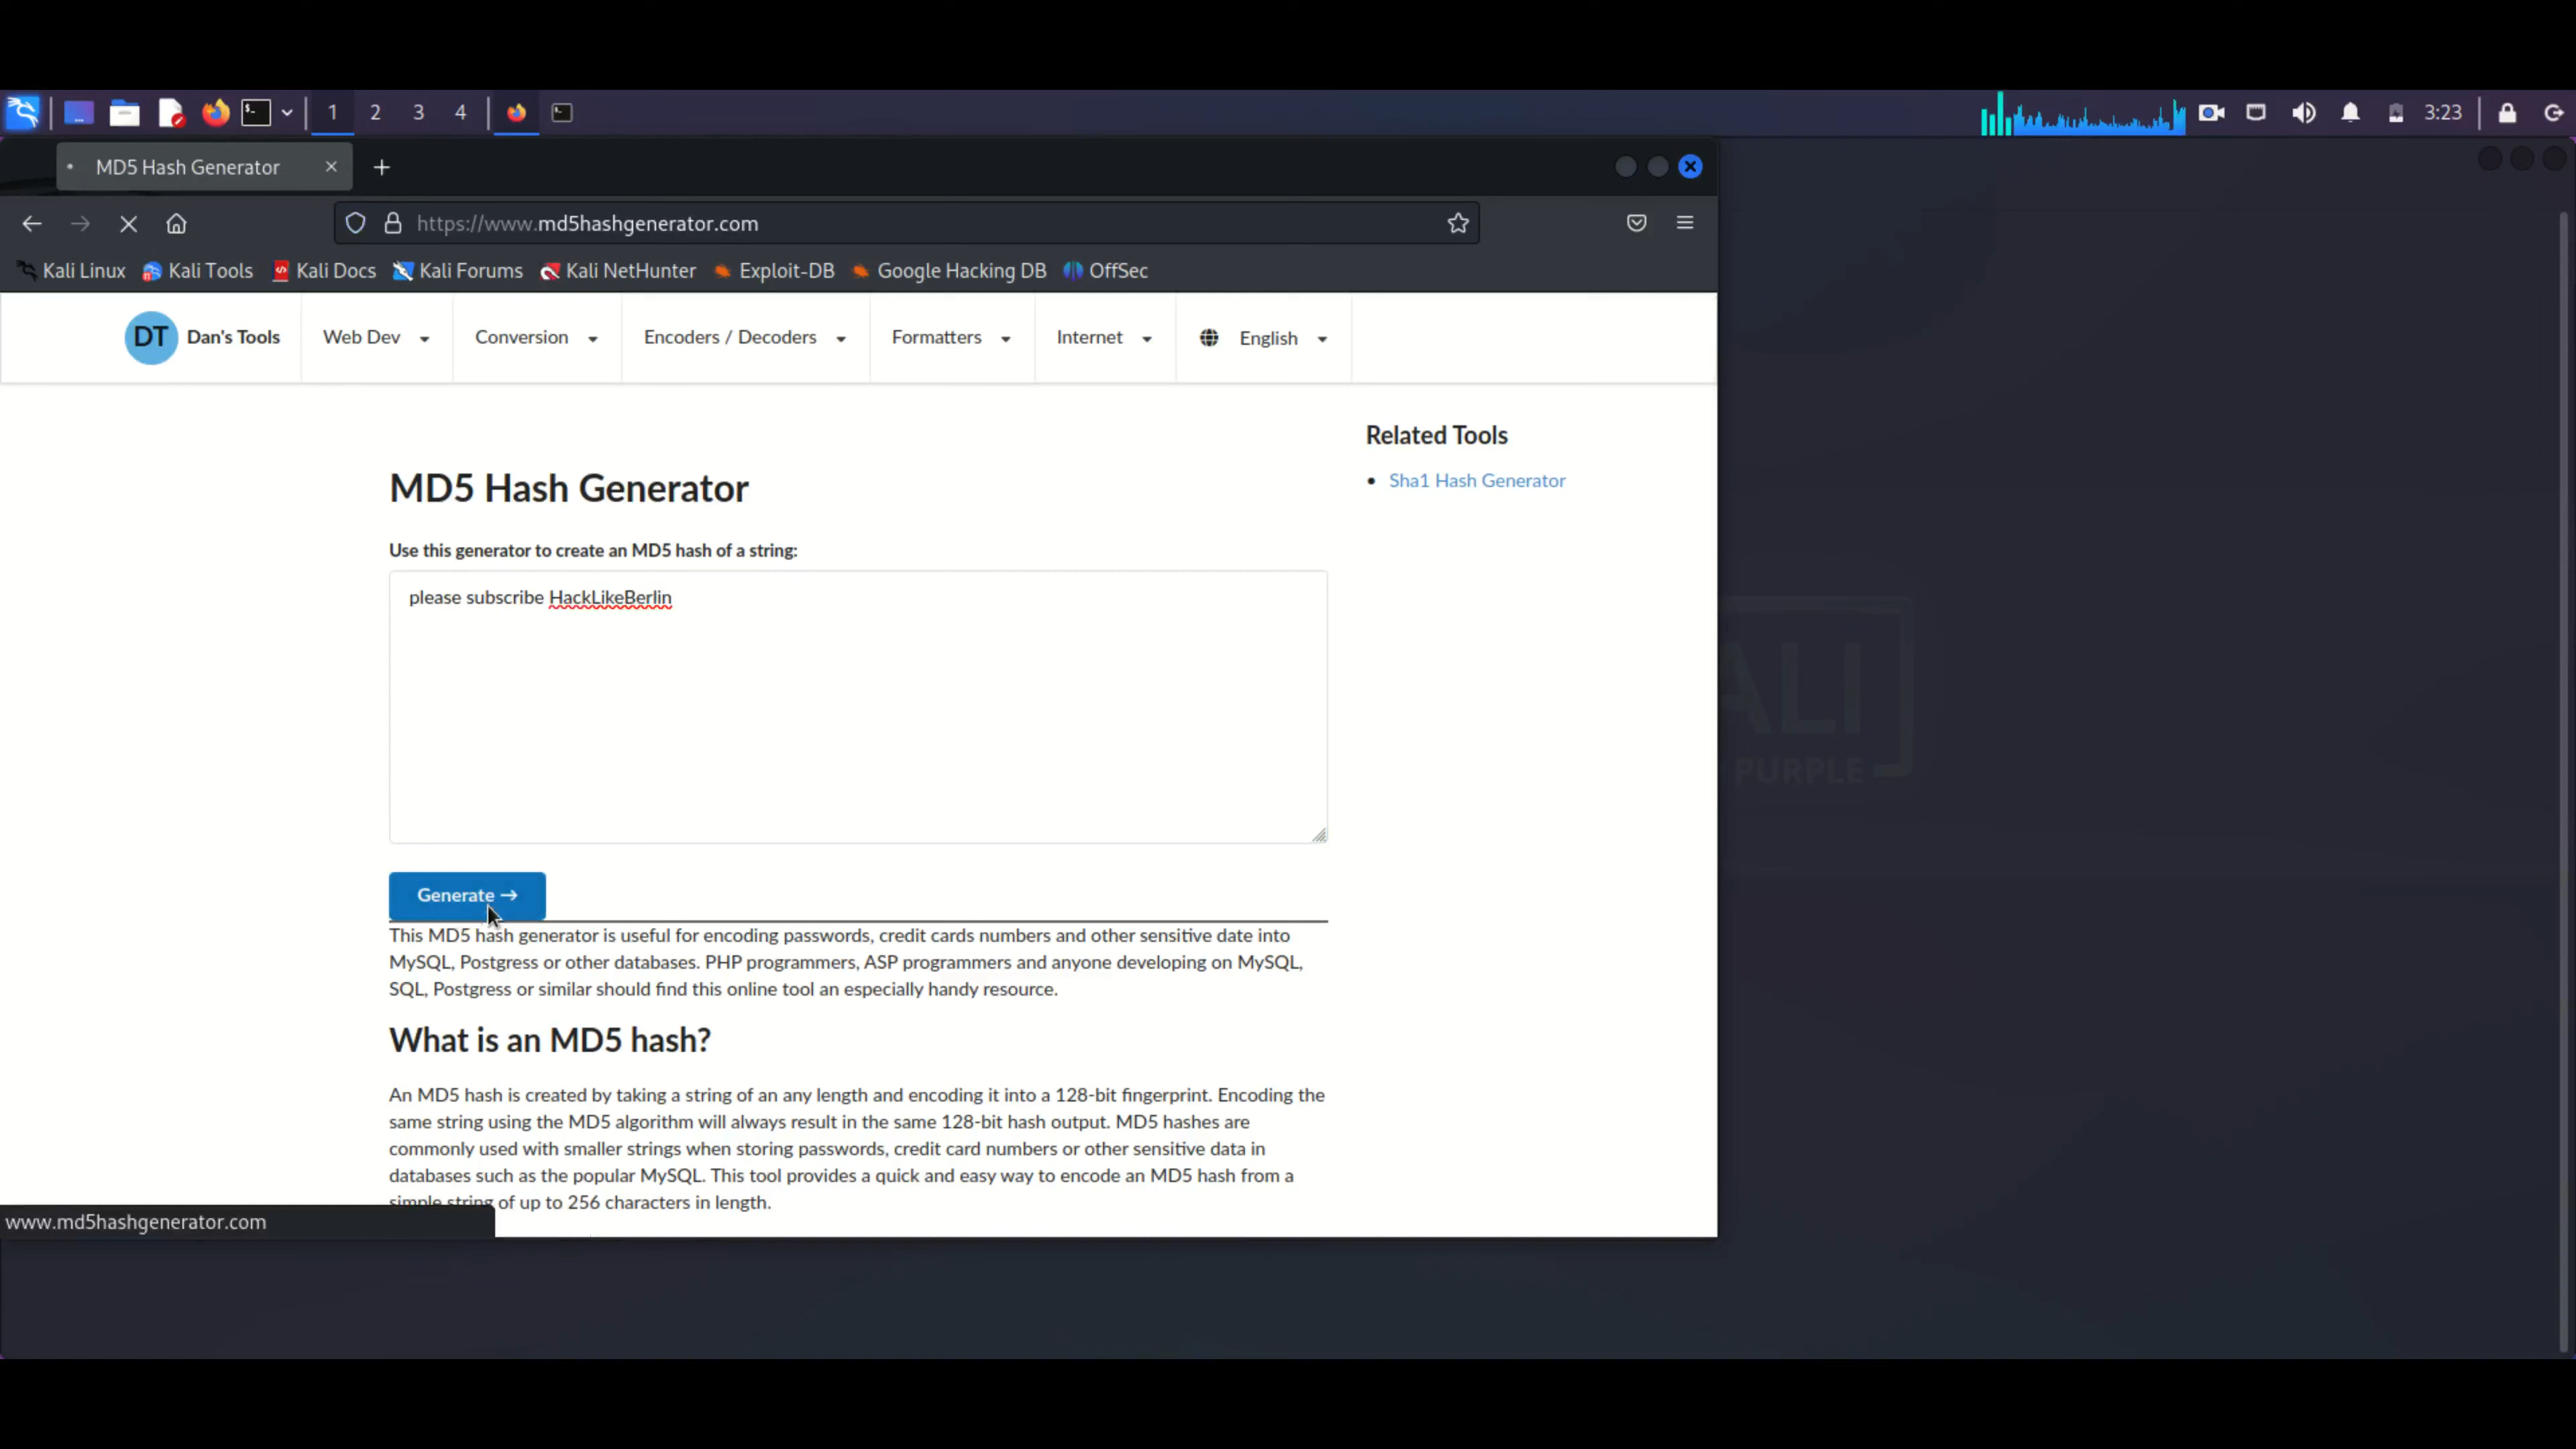 1 2 3 4
3:23
MD5 Hash Generator
https://www.md5hashgenerator.com
Kali Linux Kali Tools Kali Docs Kali Forums Kali NetHunter Exploit-DB Google Hacking DB OffSec
DT Dan's Tools Web Dev Conversion Encoders / Decoders Formatters Internet English
Related Tools
Sha1 Hash Generator
MD5 Hash Generator
Use this generator to create an MD5 hash of a string:
please subscribe HackLikeBerlin
Generate →
This MD5 hash generator is useful for encoding passwords, credit cards numbers and other sensitive date into
MySQL, Postgress or other databases. PHP programmers, ASP programmers and anyone developing on MySQL,
SQL, Postgress or similar should find this online tool an especially handy resource.
What is an MD5 hash?
An MD5 hash is created by taking a string of an any length and encoding it into a 128-bit fingerprint. Encoding the
same string using the MD5 algorithm will always result in the same 128-bit hash output. MD5 hashes are
commonly used with smaller strings when storing passwords, credit card numbers or other sensitive data in
databases such as the popular MySQL. This tool provides a quick and easy way to encode an MD5 hash from a
simple string of up to 256 characters in length.
www.md5hashgenerator.com
ALI
PURPLE